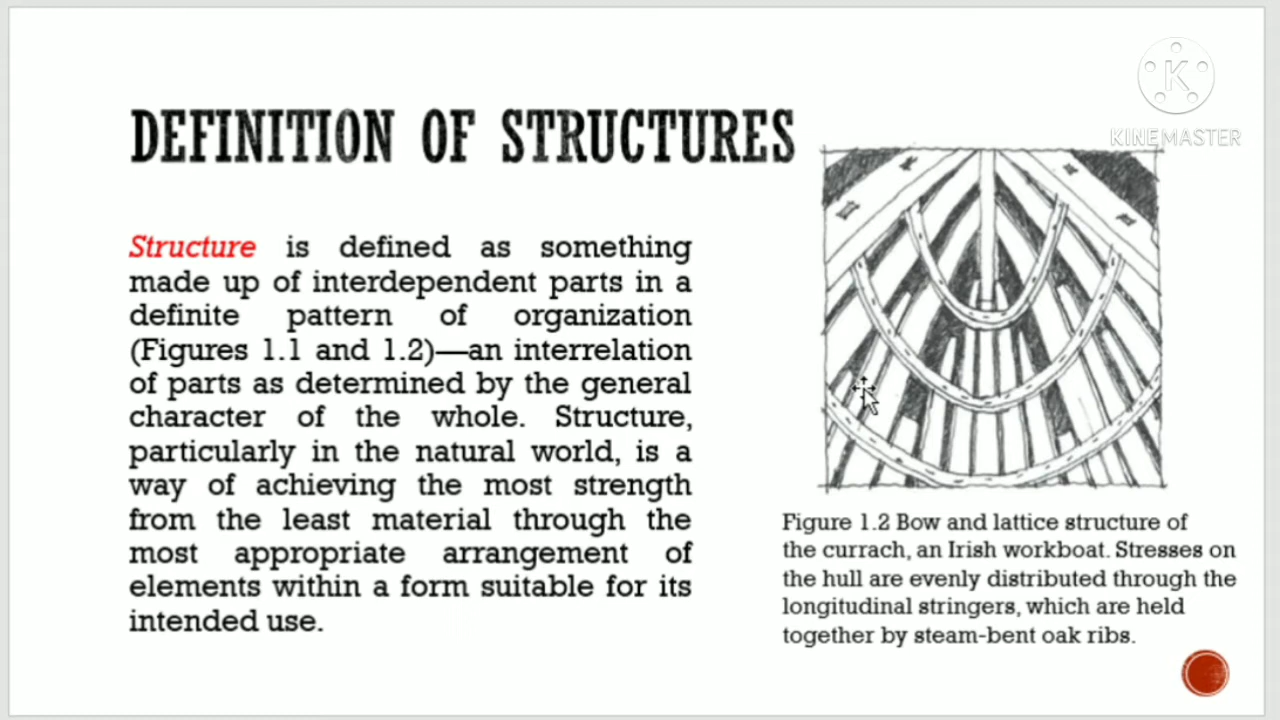 DEFINITION OF STRUCTURES
K
KINEMASTER
Structure is defined as something
made up of interdependent parts in a
definite pattern of organization
(Figures 1.1 and 1.2)—an interrelation
of parts as determined by the general
character of the whole. Structure,
particularly in the natural world, is a
way of achieving the most strength
from the least material through the
most appropriate arrangement of
elements within a form suitable for its
intended use.
Figure 1.2 Bow and lattice structure of
the currach, an Irish workboat. Stresses on
the hull are evenly distributed through the
longitudinal stringers, which are held
together by steam-bent oak ribs.